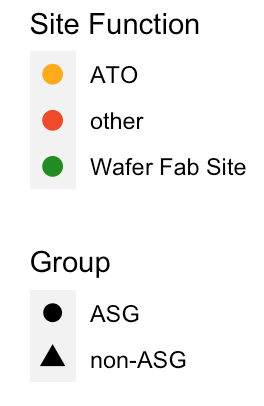 Site Function
ATO
other
Wafer Fab Site
Group
ASG
non-ASG